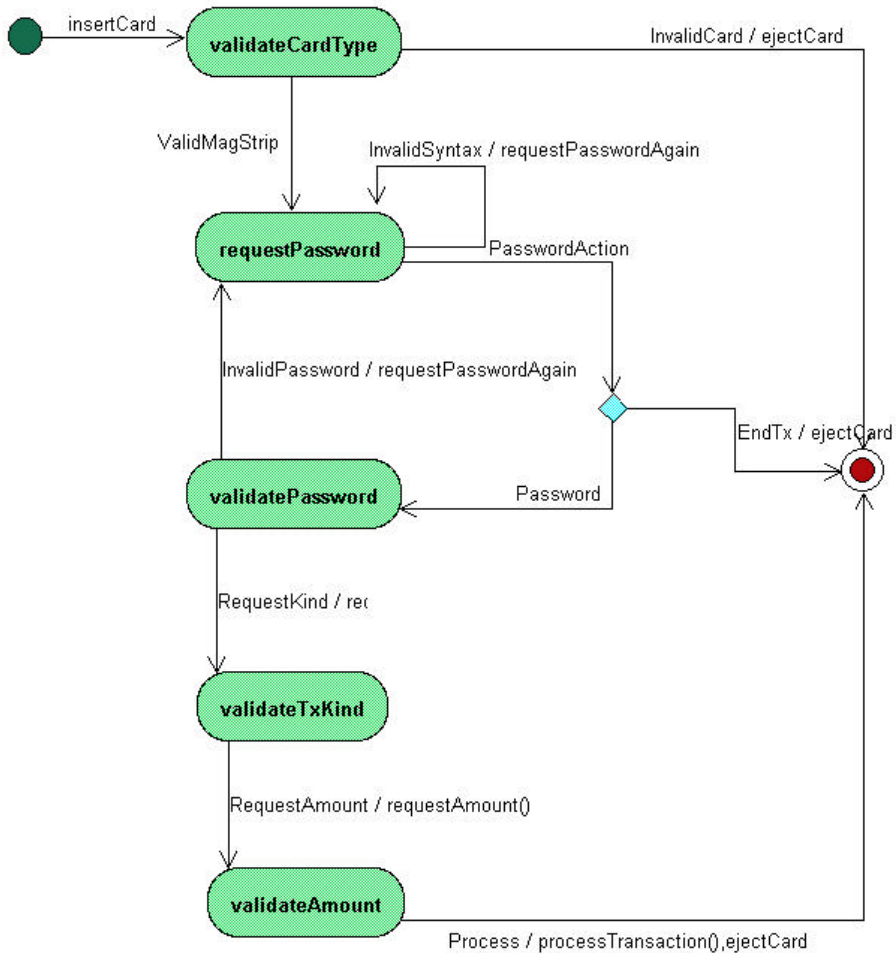 insertCard
validateCardType
InvalidCard / ejectCard
ValidMagStrip
InvalidSyntax / requestPasswordAgain
requestPassword
PasswordAction
InvalidPassword / requestPasswordAgain
EndTx / ejectCard
validatePassword
Password
RequestKind /
validateTxKind
RequestAmount / requestAmount()
validateAmount
Process / processTransaction(),ejectCard